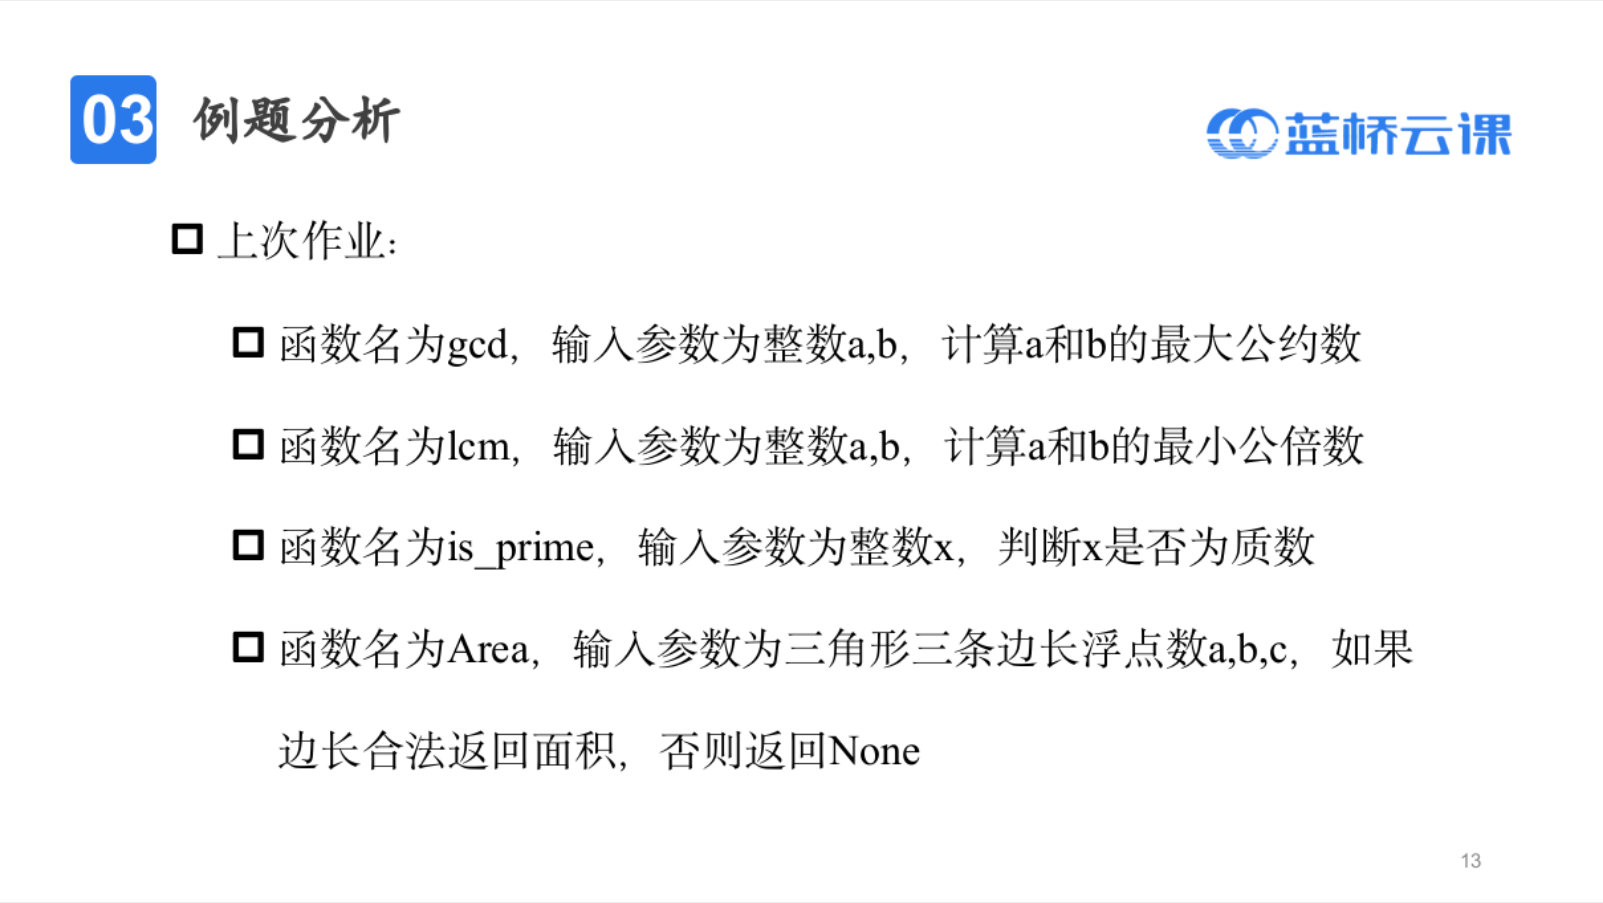 03 例题分析
蓝桥云课
上次作业：
函数名为gcd，输入参数为整数a,b，计算a和b的最大公约数
函数名为lcm，输入参数为整数a,b，计算a和b的最小公倍数
函数名为is_prime，输入参数为整数x，判断x是否为质数
函数名为Area，输入参数为三角形三条边长浮点数a,b,c，如果
边长合法返回面积，否则返回None
13